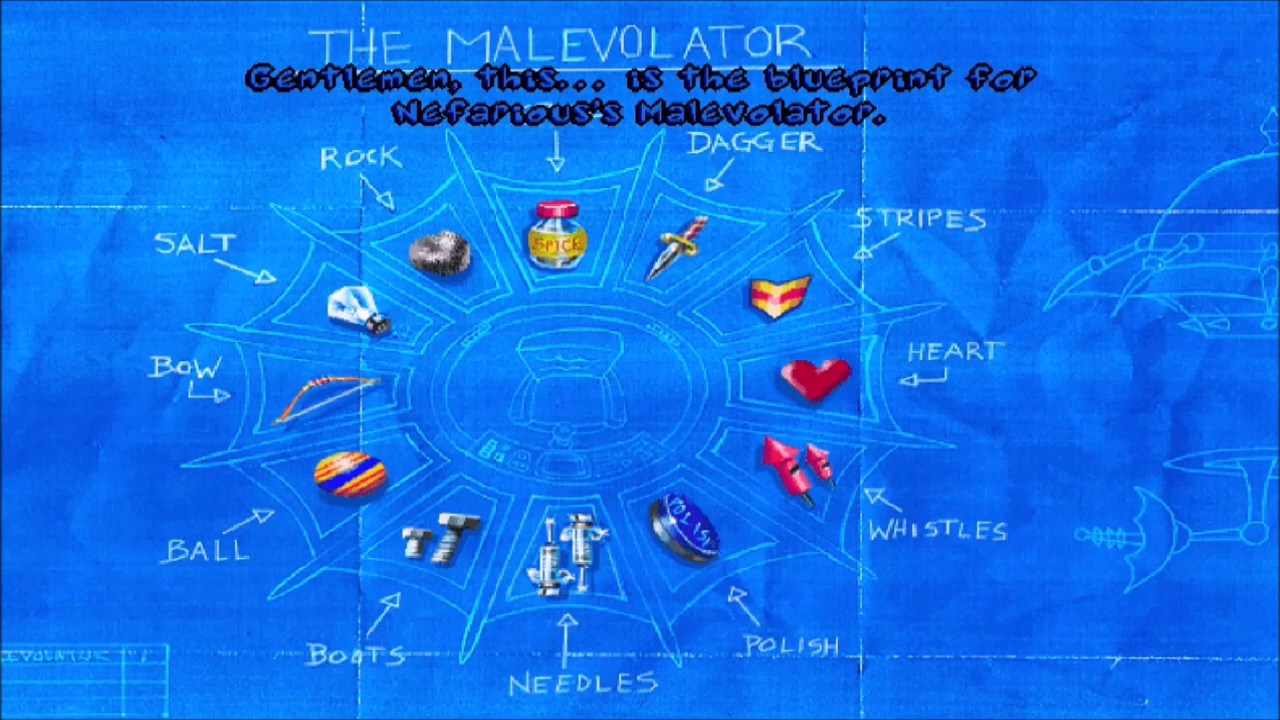 THE MALEVOLATOR
Gentlemen, this... is the blueprint for
Nefarious's Malevolator.
DAGGER
ROCK
STRIPES
SALT
SPICE
HEART
BOW
WHISTLES
POLISH
BALL
BOOTS
POLISH
NEEDLES